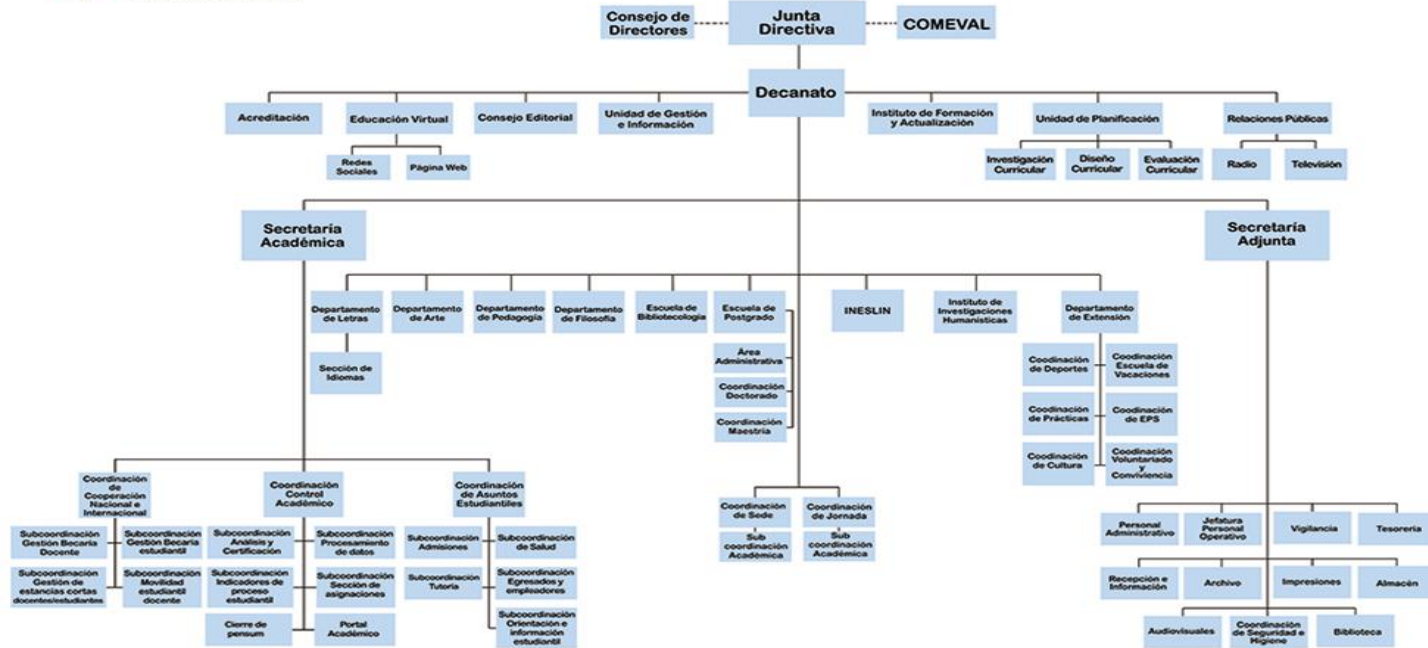 Consejo de
Directores
Junta
Directiva
COMEVAL
Decanato
Acreditación
Educación Virtual
Consejo Editorial
Unidad de Gestión
e Información
Instituto de Formación
y Actualización
Unidad de Planificación
Relaciones Públicas
Redes
Sociales
Página Web
Investigación
Curricular
Diseño
Curricular
Evaluación
Curricular
Radio
Televisión
Secretaría
Académica
Secretaría
Adjunta
Departamento
de Letras
Departamento
de Arte
Departamento
de Pedagogía
Departamento
de Filosofía
Escuela de
Bibliotecología
Escuela de
Postgrado
INESLIN
Instituto de
Investigaciones
Humanísticas
Departamento
de Extensión
Sección de
Idiomas
Área
Administrativa
Coordinación
Doctorado
Coordinación
Maestría
Coodinación
de Deportes
Coodinación
Escuela de
Vacaciones
Coodinación
de Prácticas
Coodinación
de EPS
Coodinación
de Cultura
Coodinación
Voluntariado
y
Conviviencia
Coordinación
de
Cooperación
Nacional e
Internacional
Coordinación
Control
Académico
Coordinación
de Asuntos
Estudiantiles
Subcoordinación
Gestión Becaria
Docente
Subcoordinación
Gestión Becaria
estudiantil
Subcoordinación
Gestión de
estancias cortas
docentes/estudiantes
Subcoordinación
Movilidad
estudiantil
docente
Subcoordinación
Análisis y
Certificación
Subcoordinación
Procesamiento
de datos
Subcoordinación
Indicadores de
proceso
estudiantil
Subcoordinación
Sección de
asignaciones
Cierre de
pensum
Portal
Académico
Subcoordinación
Admisiones
Subcoordinación
de Salud
Subcoordinación
Tutoría
Subcoordinación
Egresados y
empleadores
Subcoordinación
Orientación e
información
estudiantil
Coordinación
de Sede
Coordinación
de Jornada
Sub
coordinación
Académica
Sub
coordinación
Académica
Personal
Administrativo
Jefatura
Personal
Operativo
Vigilancia
Tesorería
Recepción e
Información
Archivo
Impresiones
Almacén
Audiovisuales
Coordinación
de Seguridad e
Higiene
Biblioteca